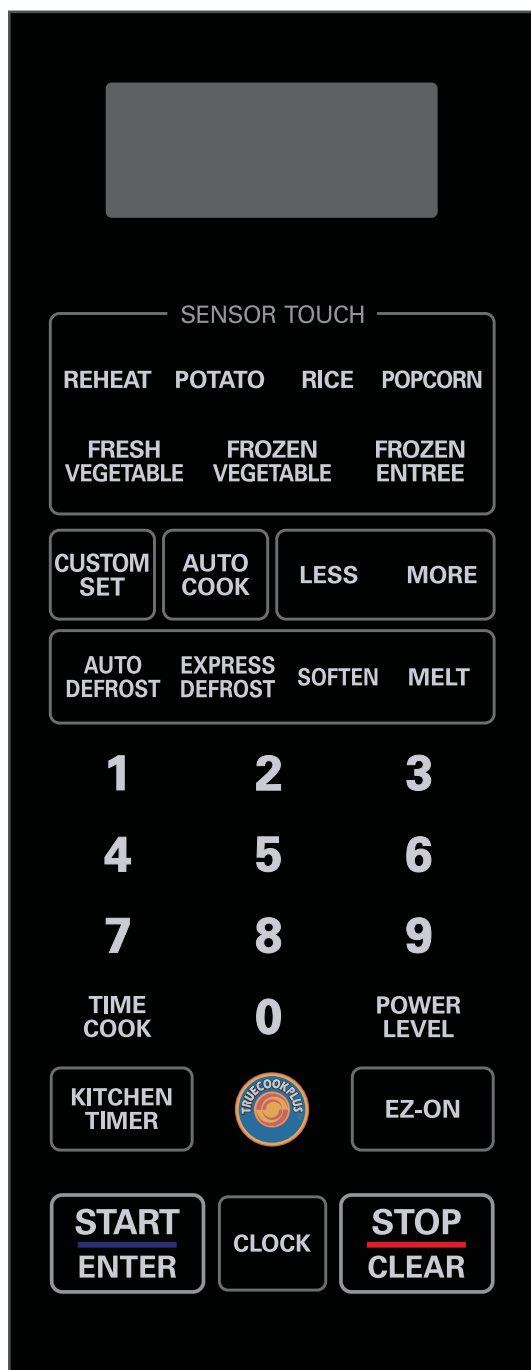 SENSOR TOUCH
REHEAT POTATO RICE POPCORN
FRESH
VEGETABLE
FROZEN
VEGETABLE
FROZEN
ENTREE
CUSTOM
SET
AUTO
COOK
LESS MORE
AUTO
DEFROST
EXPRESS
DEFROST
SOFTEN
MELT
1 2 3
4 5 6
7 8 9
TIME
COOK
0
POWER
LEVEL
KITCHEN
TIMER
TRUECOOKPLUS
EZ-ON
START
ENTER
CLOCK
STOP
CLEAR